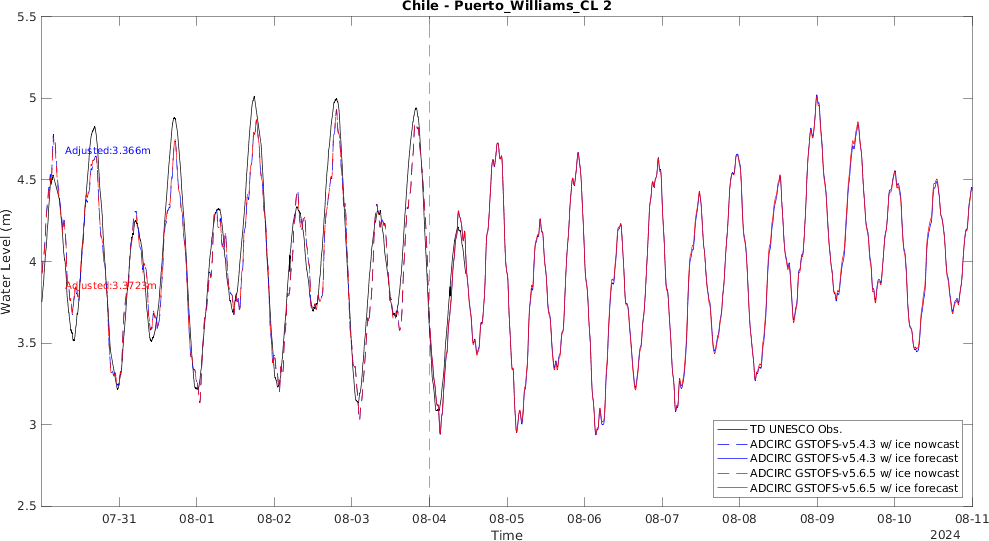 Chile - Puerto_Williams_CL 2
5.5
5
4.5
4
3.5
3
2.5
Water Level (m)
Adjusted:3.366m
Adjusted:3.3723m
TD UNESCO Obs.
ADCIRC GSTOFS-v5.4.3 w/ ice nowcast
ADCIRC GSTOFS-v5.4.3 w/ ice forecast
ADCIRC GSTOFS-v5.6.5 w/ ice nowcast
ADCIRC GSTOFS-v5.6.5 w/ ice forecast
07-31 08-01 08-02 08-03 08-04 08-05 08-06 08-07 08-08 08-09 08-10 08-11
Time
2024